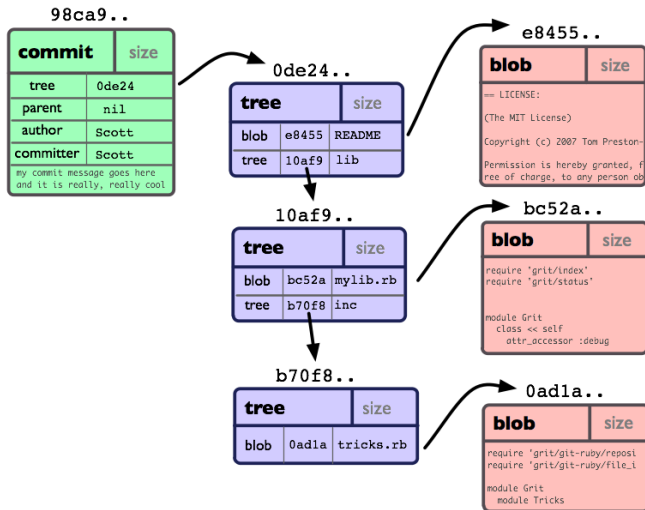 98ca9..
commit size
tree 0de24
parent nil
author Scott
committer Scott
my commit message goes here
and it is really, really cool
0de24..
tree size
blob e8455 README
tree 10af9 lib
e8455..
blob size
== LICENSE:
(The MIT License)
Copyright (c) 2007 Tom Preston-
Permission is hereby granted, f
ree of charge, to any person ob
10af9..
tree size
blob bc52a mylib.rb
tree b70f8 inc
bc52a..
blob size
require 'grit/index'
require 'grit/status'
module Grit
class << self
attr_accessor :debug
b70f8..
tree size
blob 0ad1a tricks.rb
0ad1a..
blob size
require 'grit/git-ruby/reposi
require 'grit/git-ruby/file_i
module Grit
module Tricks